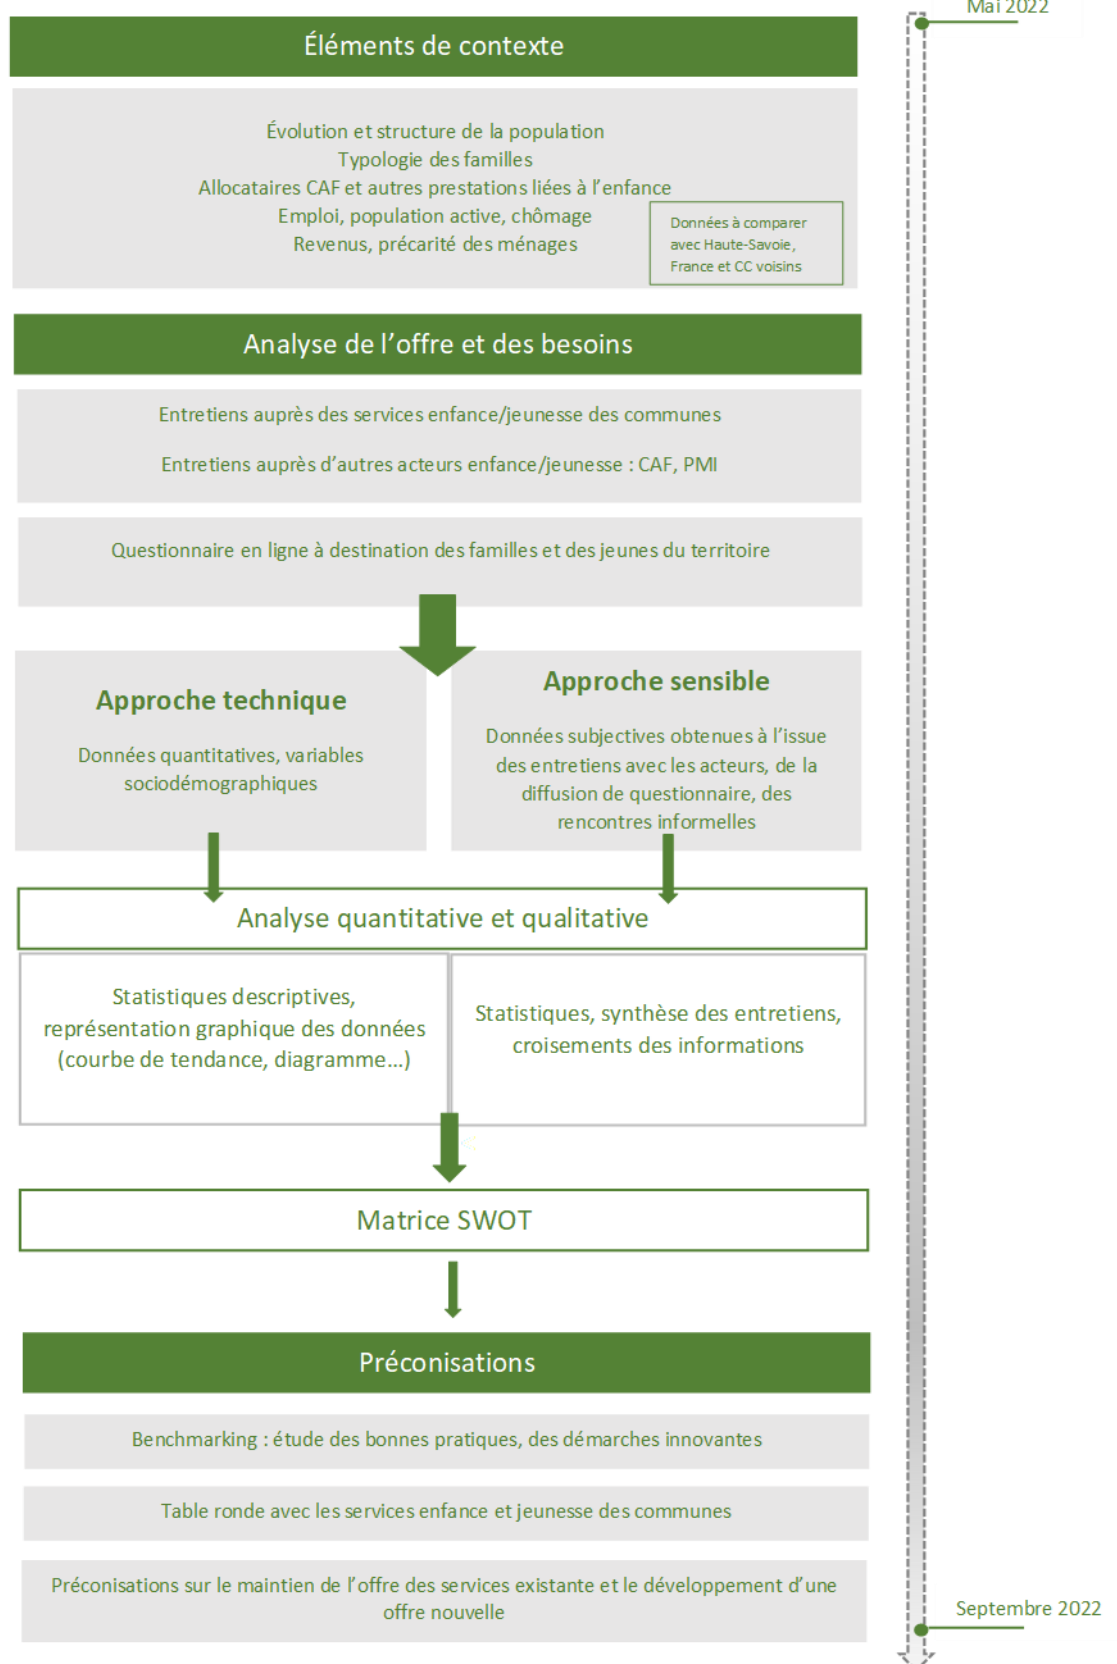 Mai 2022
Éléments de contexte
Évolution et structure de la population
Typologie des familles
Allocataires CAF et autres prestations liées à l'enfance
Emploi, population active, chômage
Revenus, précarité des ménages
Données à comparer
avec Haute-Savoie,
France et CC voisins
Analyse de l'offre et des besoins
Entretiens auprès des services enfance/jeunesse des communes
Entretiens auprès d'autres acteurs enfance/jeunesse : CAF, PMI
Questionnaire en ligne à destination des familles et des jeunes du territoire
Approche technique
Données quantitatives, variables
sociodémographiques
Approche sensible
Données subjectives obtenues à l'issue
des entretiens avec les acteurs, de la
diffusion de questionnaire, des
rencontres informelles
Analyse quantitative et qualitative
Statistiques descriptives,
représentation graphique des données
(courbe de tendance, diagramme...)
Statistiques, synthèse des entretiens,
croisements des informations
Matrice SWOT
Préconisations
Benchmarking : étude des bonnes pratiques, des démarches innovantes
Table ronde avec les services enfance et jeunesse des communes
Préconisations sur le maintien de l'offre des services existante et le développement d'une
offre nouvelle
Septembre 2022